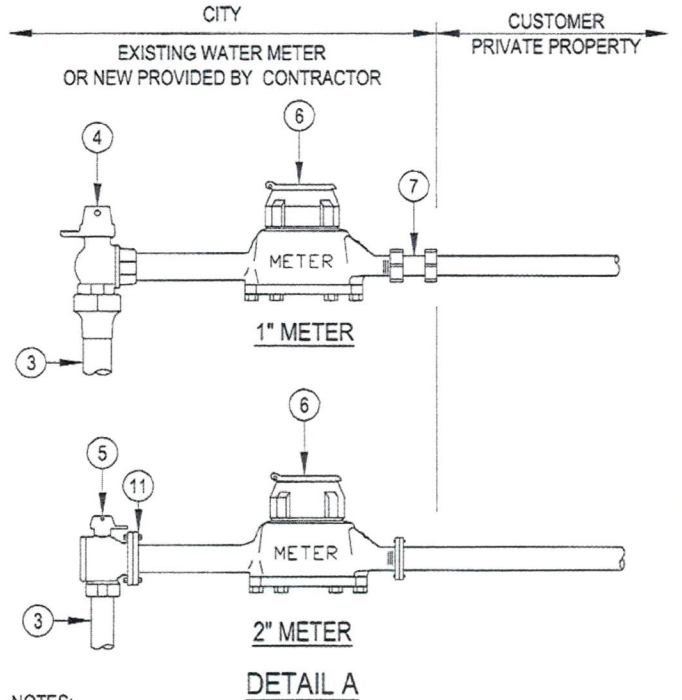 CITY
CUSTOMER
PRIVATE PROPERTY
EXISTING WATER METER
OR NEW PROVIDED BY CONTRACTOR
6
4
7
METER
1" METER
3
6
5
11
METER
3
2" METER
DETAIL A
NOTES: